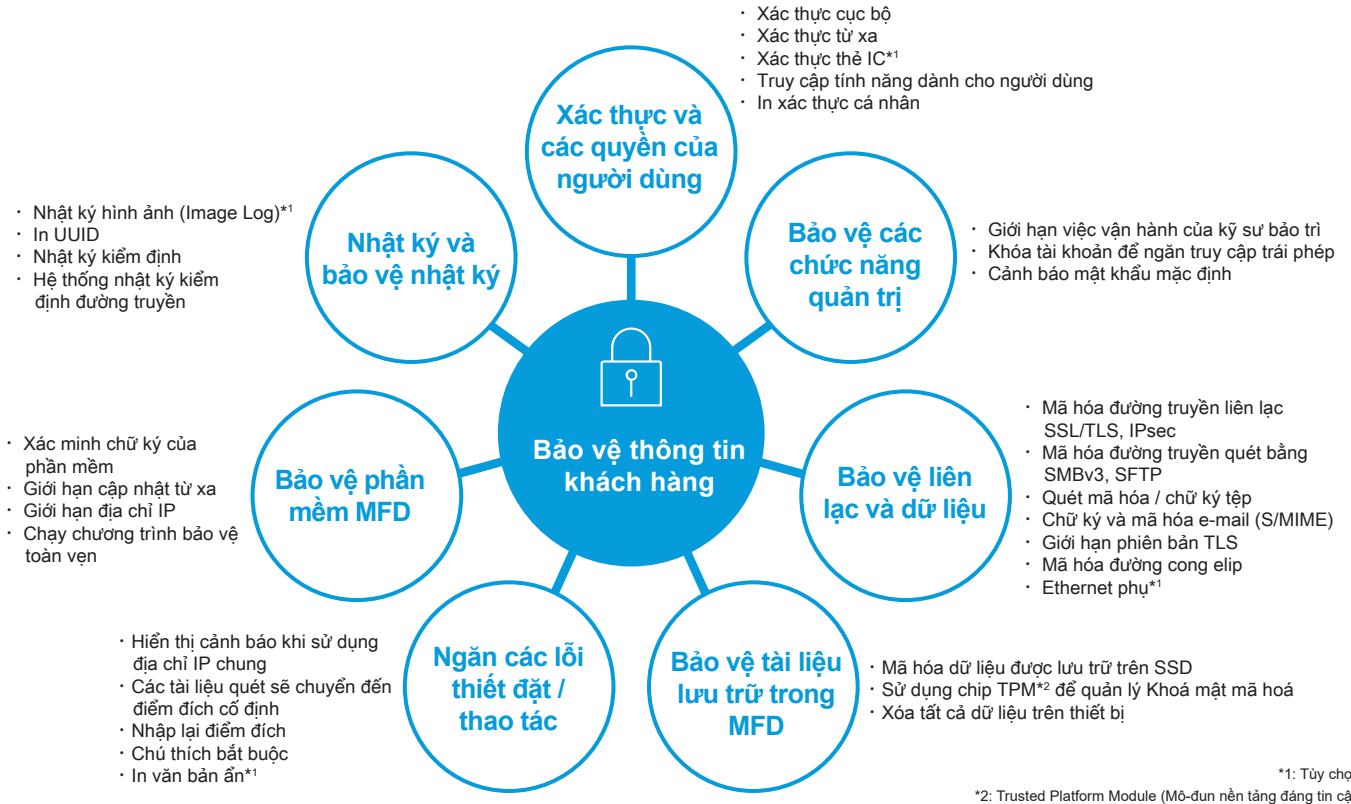 · Xác thực cục bộ
· Xác thực từ xa
· Xác thực thẻ IC*1
· Truy cập tính năng dành cho người dùng
· In xác thực cá nhân
Xác thực và
các quyền của
người dùng
· Nhật ký hình ảnh (Image Log)*1
· In UUID
· Nhật ký kiểm định
· Hệ thống nhật ký kiểm
định đường truyền
Nhật ký và
bảo vệ nhật ký
Bảo vệ các
chức năng
quản trị
· Giới hạn việc vận hành của kỹ sư bảo trì
· Khóa tài khoản để ngăn truy cập trái phép
· Cảnh báo mật khẩu mặc định
Bảo vệ thông tin
khách hàng
· Xác minh chữ ký của
phần mềm
· Giới hạn cập nhật từ xa
· Giới hạn địa chỉ IP
· Chạy chương trình bảo vệ
toàn vẹn
Bảo vệ phần
mềm MFD
Bảo vệ liên
lạc và dữ liệu
· Mã hóa đường truyền liên lạc
SSL/TLS, IPsec
· Mã hóa đường truyền quét bằng
SMBv3, SFTP
· Quét mã hóa / chữ ký tệp
· Chữ ký và mã hóa e-mail (S/MIME)
· Giới hạn phiên bản TLS
· Mã hóa đường cong elip
· Ethernet phụ*1
· Hiển thị cảnh báo khi sử dụng
địa chỉ IP chung
· Các tài liệu quét sẽ chuyển đến
điểm đích cố định
· Nhập lại điểm đích
· Chú thích bắt buộc
· In văn bản ẩn*1
Ngăn các lỗi
thiết đặt /
thao tác
Bảo vệ tài liệu
lưu trữ trong
MFD
· Mã hóa dữ liệu được lưu trữ trên SSD
· Sử dụng chip TPM*2 để quản lý Khoá mật mã hoá
· Xóa tất cả dữ liệu trên thiết bị
*1: Tùy chọ
*2: Trusted Platform Module (Mô-đun nền tảng đáng tin cậ